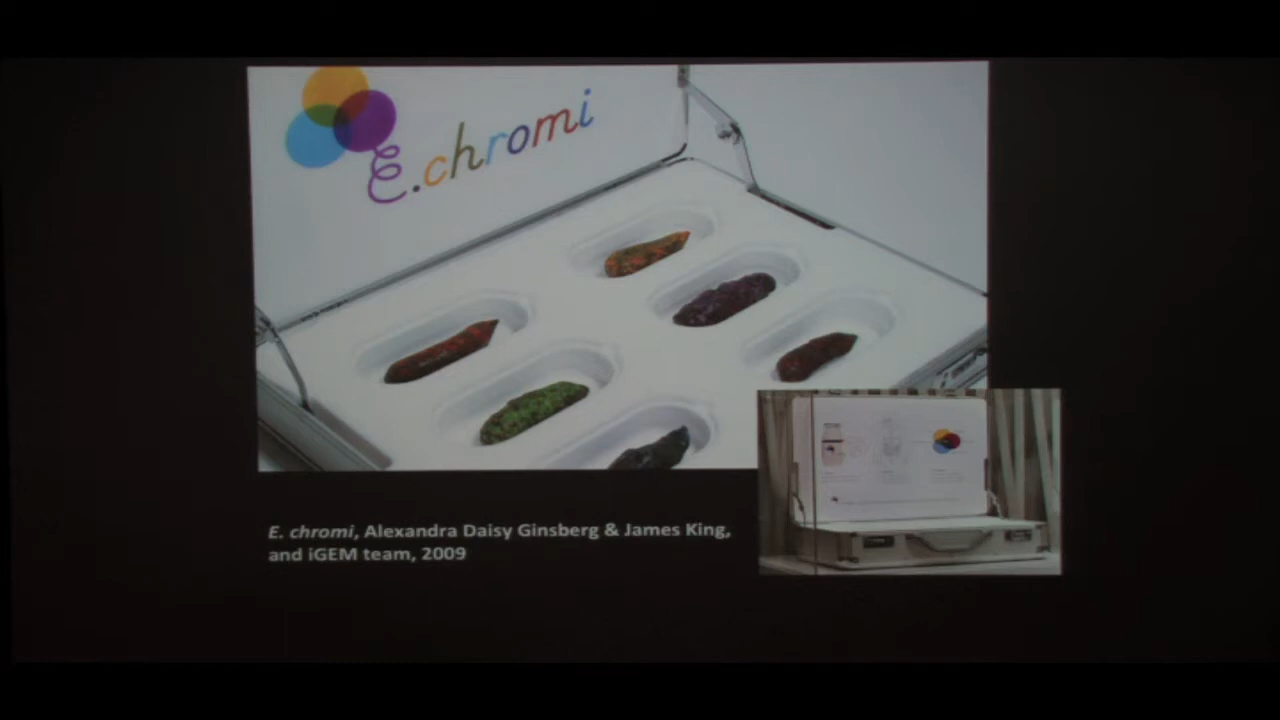 E.chromi
E. chromi, Alexandra Daisy Ginsberg & James King,
and iGEM team, 2009